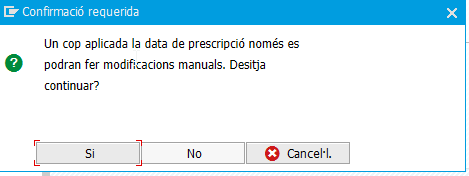 Confirmació requerida
Un cop aplicada la data de prescripció només es
podran fer modificacions manuals. Desitja
continuar?
Si
No
Cancel·l.